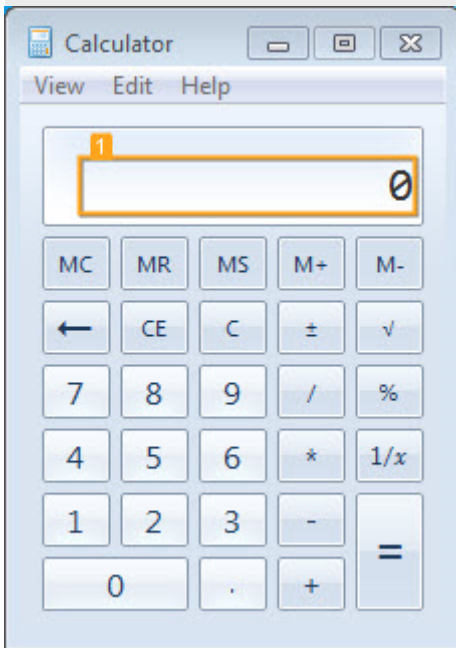 Calculator
View Edit Help
1
0
MC MR MS M+ M-
← CE C ± √
7 8 9 / %
4 5 6 * 1/x
1 2 3 -
=
0 . +